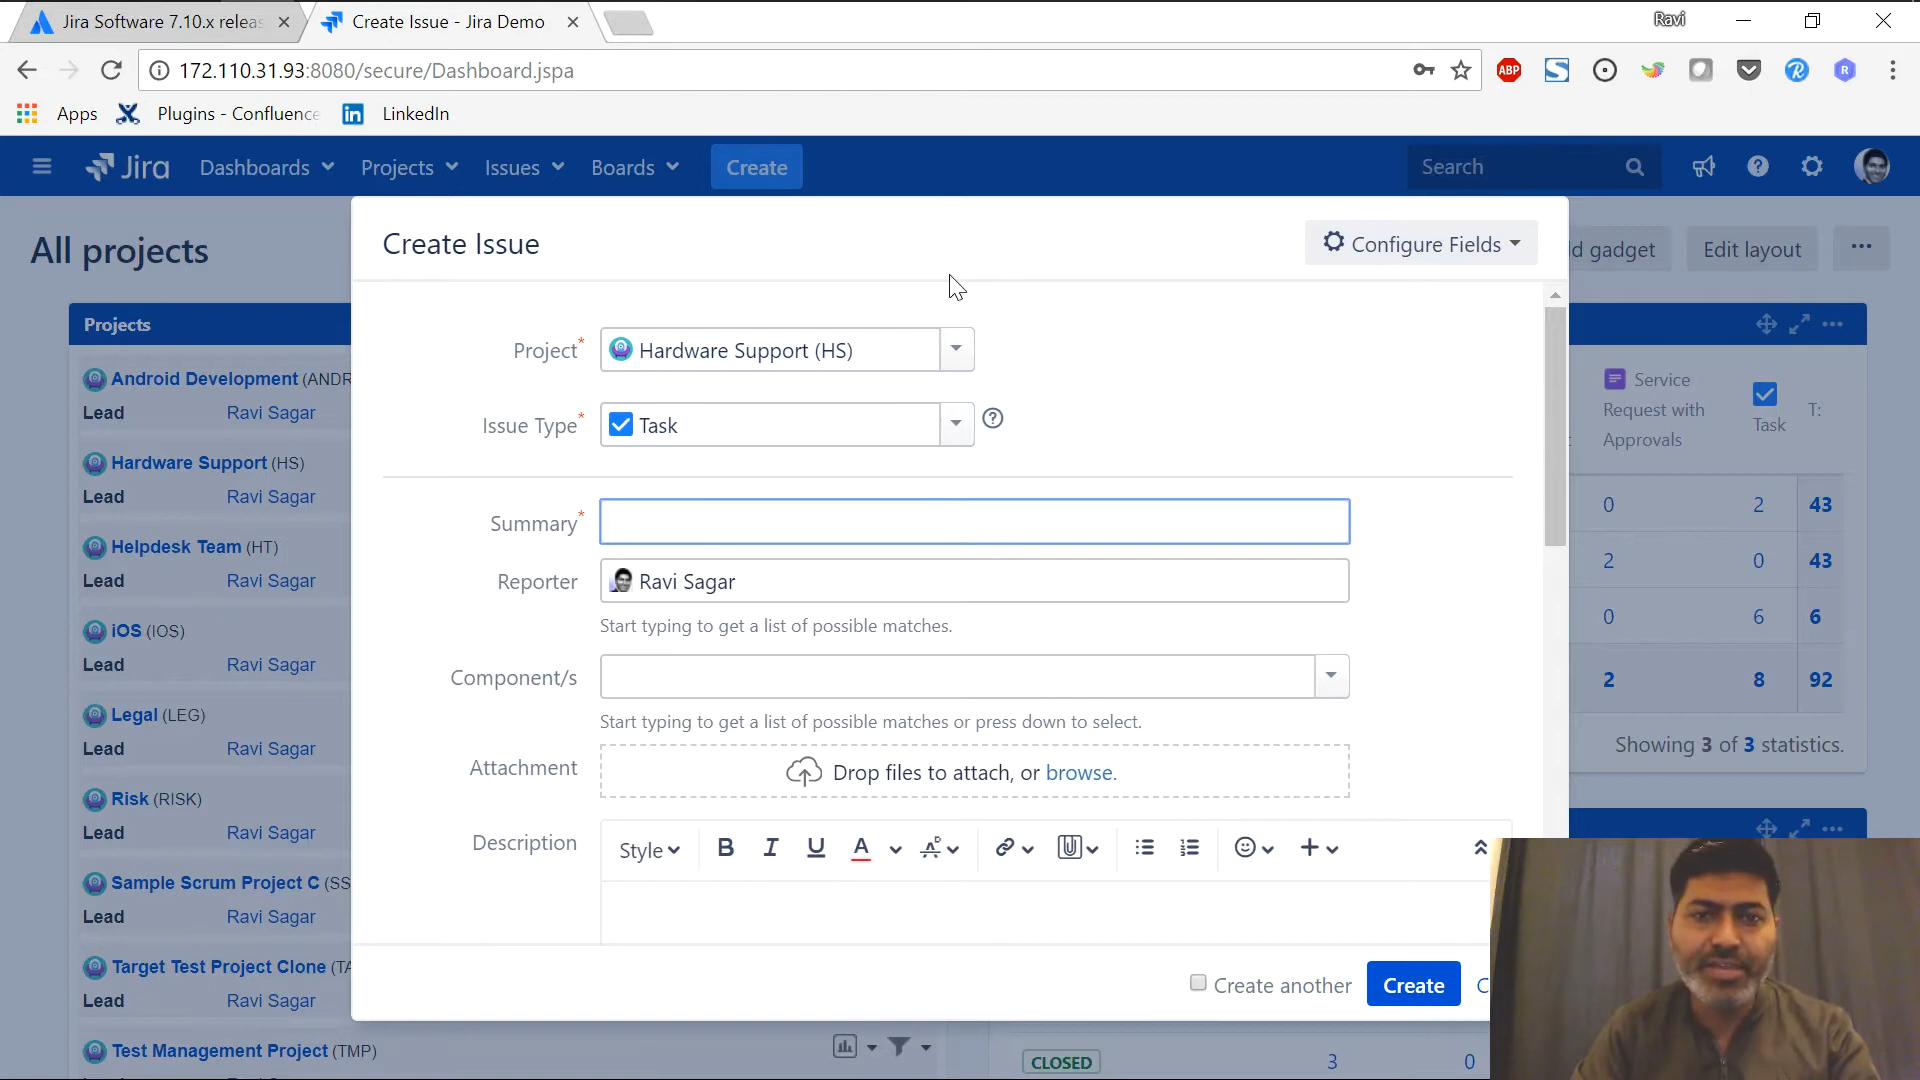 Jira Software 7.10.x releas
Create Issue - Jira Demo
Ravi
172.110.31.93:8080/secure/Dashboard.jspa
ABP
Apps
Plugins - Confluence
LinkedIn
Jira
Dashboards
Projects
Issues
Boards
Create
Search
All projects
d gadget
Edit layout
Create Issue
Configure Fields
Projects
Android Development (ANDR
Lead Ravi Sagar
Hardware Support (HS)
Lead Ravi Sagar
Helpdesk Team (HT)
Lead Ravi Sagar
iOS (IOS)
Lead Ravi Sagar
Legal (LEG)
Lead Ravi Sagar
Risk (RISK)
Lead Ravi Sagar
Sample Scrum Project C (SS
Lead Ravi Sagar
Target Test Project Clone (TA
Lead Ravi Sagar
Test Management Project (TMP)
Project* Hardware Support (HS)
Issue Type* Task
Summary*
Reporter Ravi Sagar
Start typing to get a list of possible matches.
Component/s
Start typing to get a list of possible matches or press down to select.
Attachment Drop files to attach, or browse.
Description Style B I U A
Create another Create C
Service
Request with
Approvals
Task
T:
0 2 43
2 0 43
0 6 6
2 8 92
Showing 3 of 3 statistics.
CLOSED 3 0